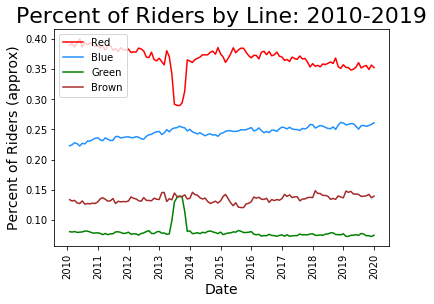 Percent of Riders by Line: 2010-2019
Percent of Riders (approx)
0.40
0.35
0.30
0.25
0.20
0.15
0.10
Red
Blue
Green
Brown
2010
2011
2012
2013
2014
2015
2016
2017
2018
2019
2020
Date